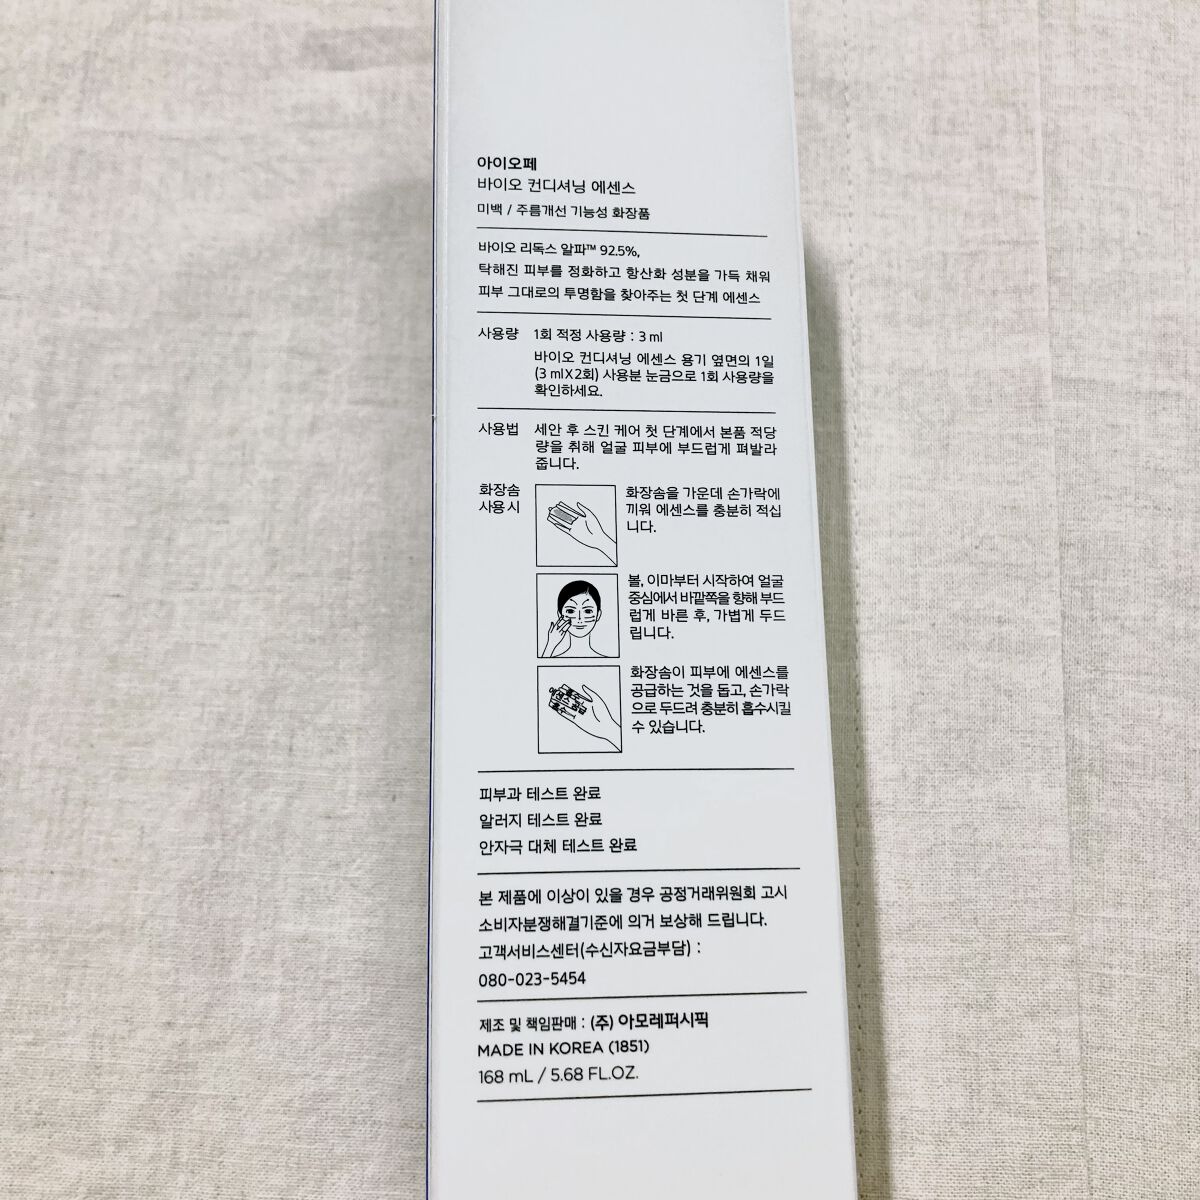 아이오페
바이오 컨디셔닝 에센스
미백 / 주름개선 기능성 화장품
바이오 리독스 알파™ 92.5%,
탁해진 피부를 정화하고 항산화 성분을 가득 채워
피부 그대로의 투명함을 찾아주는 첫 단계 에센스
사용량 1회 적정 사용량 : 3 ml
바이오 컨디셔닝 에센스 용기 옆면의 1일
(3 mlX2회) 사용분 눈금으로 1회 사용량을
확인하세요.
사용법 세안 후 스킨 케어 첫 단계에서 본품 적당
량을 취해 얼굴 피부에 부드럽게 펴발라
줍니다.
화장솜
사용 시
화장솜을 가운데 손가락에
끼워 에센스를 충분히 적십
니다.
볼, 이마부터 시작하여 얼굴
중심에서 바깥쪽을 향해 부드
럽게 바른 후, 가볍게 두드
립니다.
화장솜이 피부에 에센스를
공급하는 것을 돕고, 손가락
으로 두드려 충분히 흡수시킬
수 있습니다.
피부과 테스트 완료
알러지 테스트 완료
안자극 대체 테스트 완료
본 제품에 이상이 있을 경우 공정거래위원회 고시
소비자분쟁해결기준에 의거 보상해 드립니다.
고객서비스센터(수신자요금부담) :
080-023-5454
제조 및 책임판매 : (주) 아모레퍼시픽
MADE IN KOREA (1851)
168 mL / 5.68 FL.OZ.